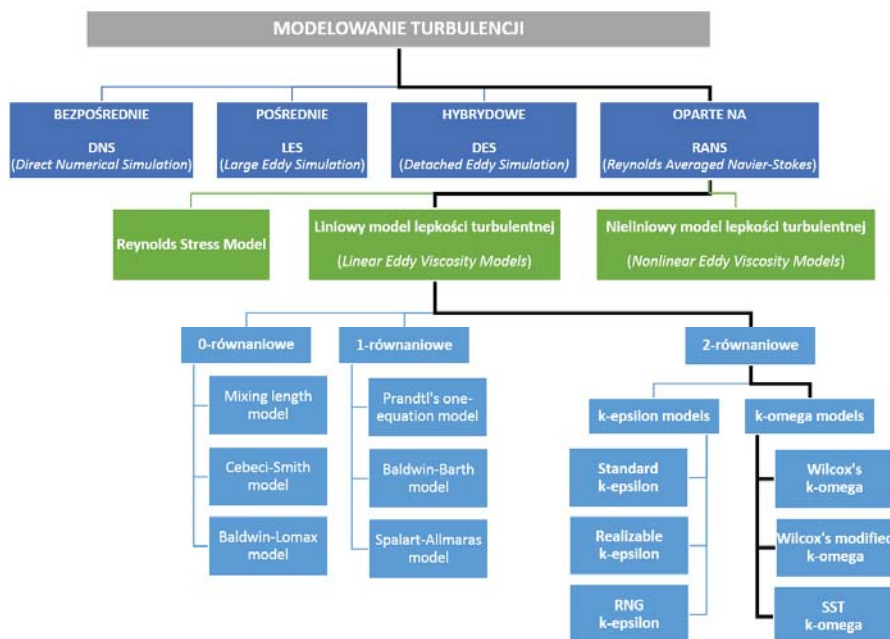 MODELOWANIE TURBULENCJI
BEZPOŚREDNIE
DNS
(Direct Numerical Simulation)
POŚREDNIE
LES
(Large Eddy Simulation)
HYBRYDOWE
DES
(Detached Eddy Simulation)
OPARTE NA
RANS
(Reynolds Averaged Navier-Stokes)
Reynolds Stress Model
Liniowy model lepkości turbulentnej
(Linear Eddy Viscosity Models)
Nieliniowy model lepkości turbulentnej
(Nonlinear Eddy Viscosity Models)
0-równaniowe
Mixing length
model
Cebeci-Smith
model
Baldwin-Lomax
model
1-równaniowe
Prandtl's one-
equation model
Baldwin-Barth
model
Spalart-Allmaras
model
2-równaniowe
k-epsilon models
Standard
k-epsilon
Realizable
k-epsilon
RNG
k-epsilon
k-omega models
Wilcox's
k-omega
Wilcox's modified
k-omega
SST
k-omega